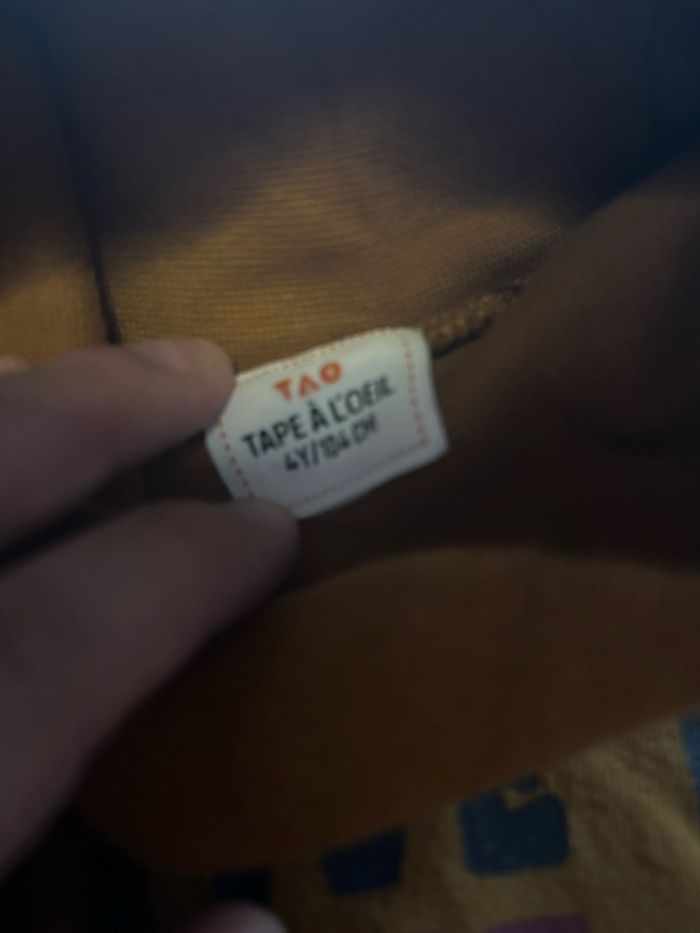 TAO
TAPE À L'OEIL
4Y/104 CM